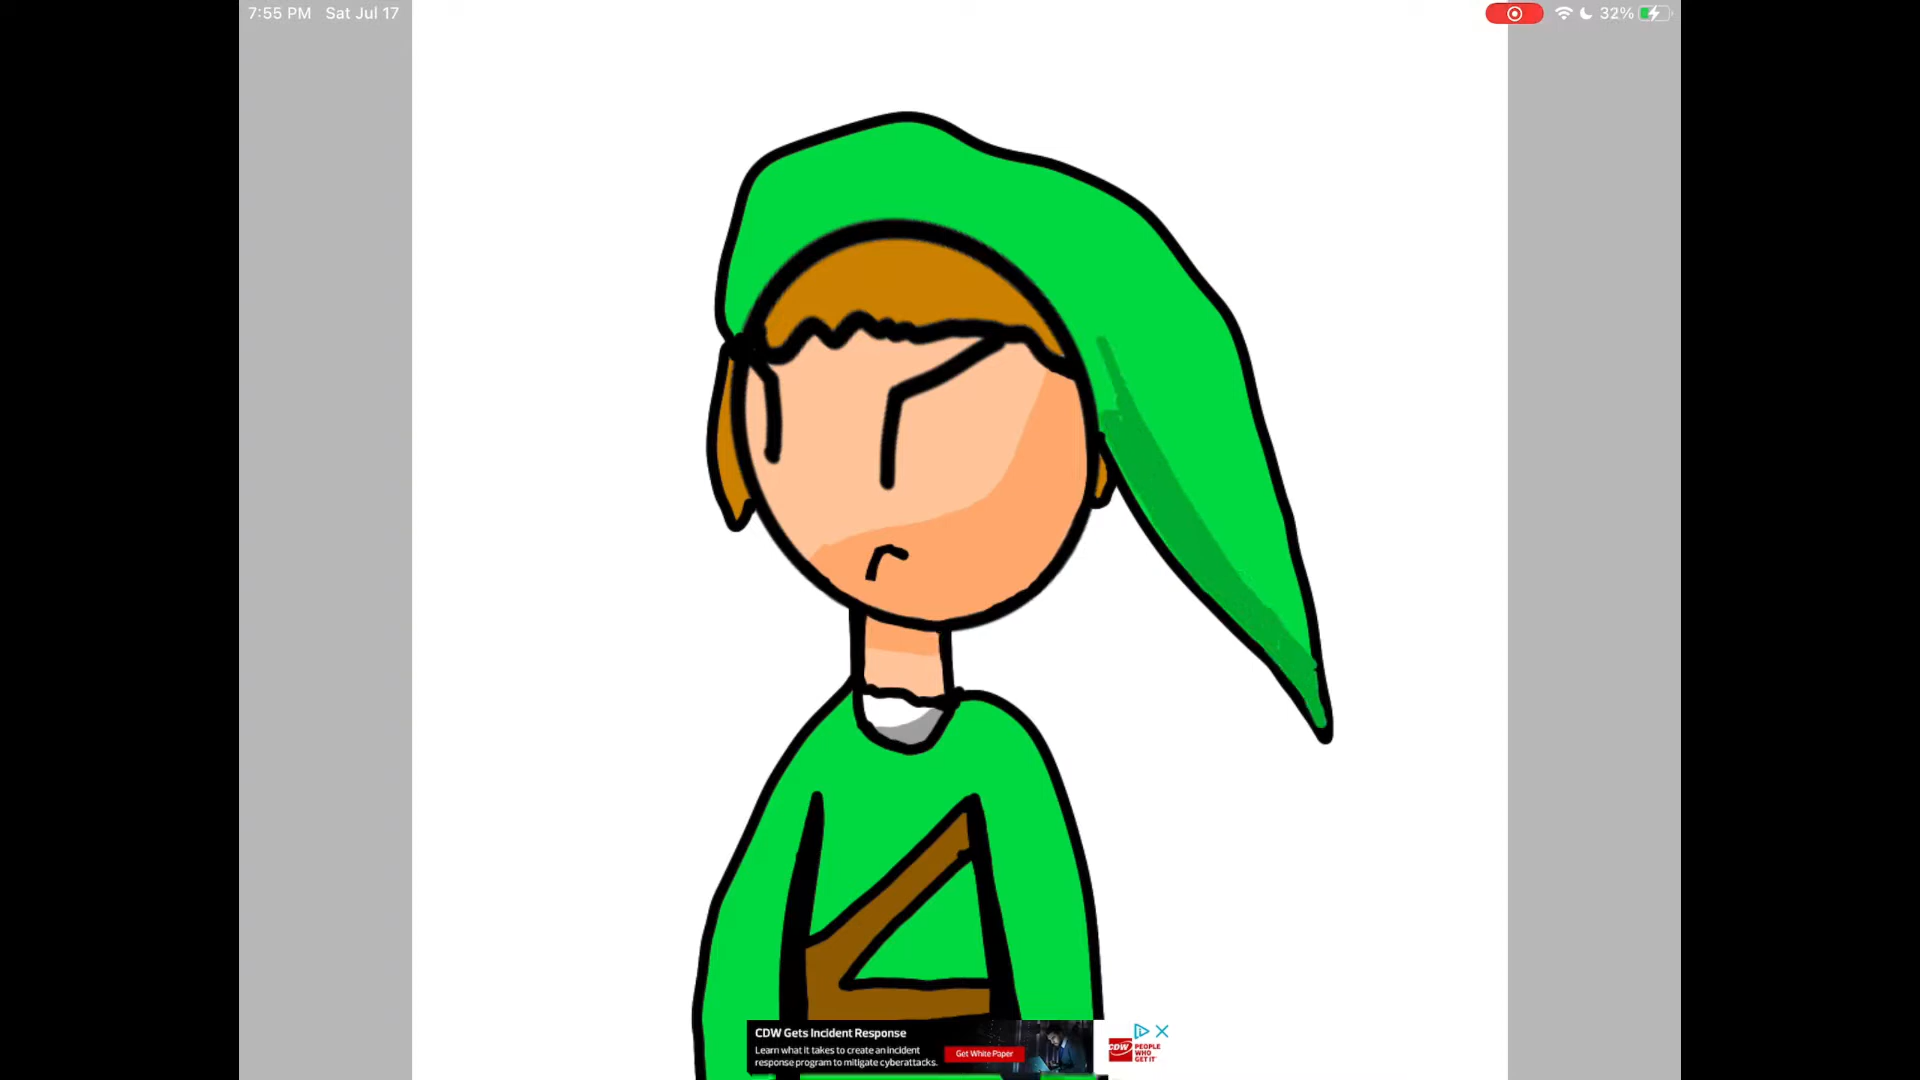 7:55 PM Sat Jul 17
32%
CDW Gets Incident Response
Learn what it takes to create an incident
response program to mitigate cyberattacks.
Get White Paper
CDW
PEOPLE
WHO
GET IT